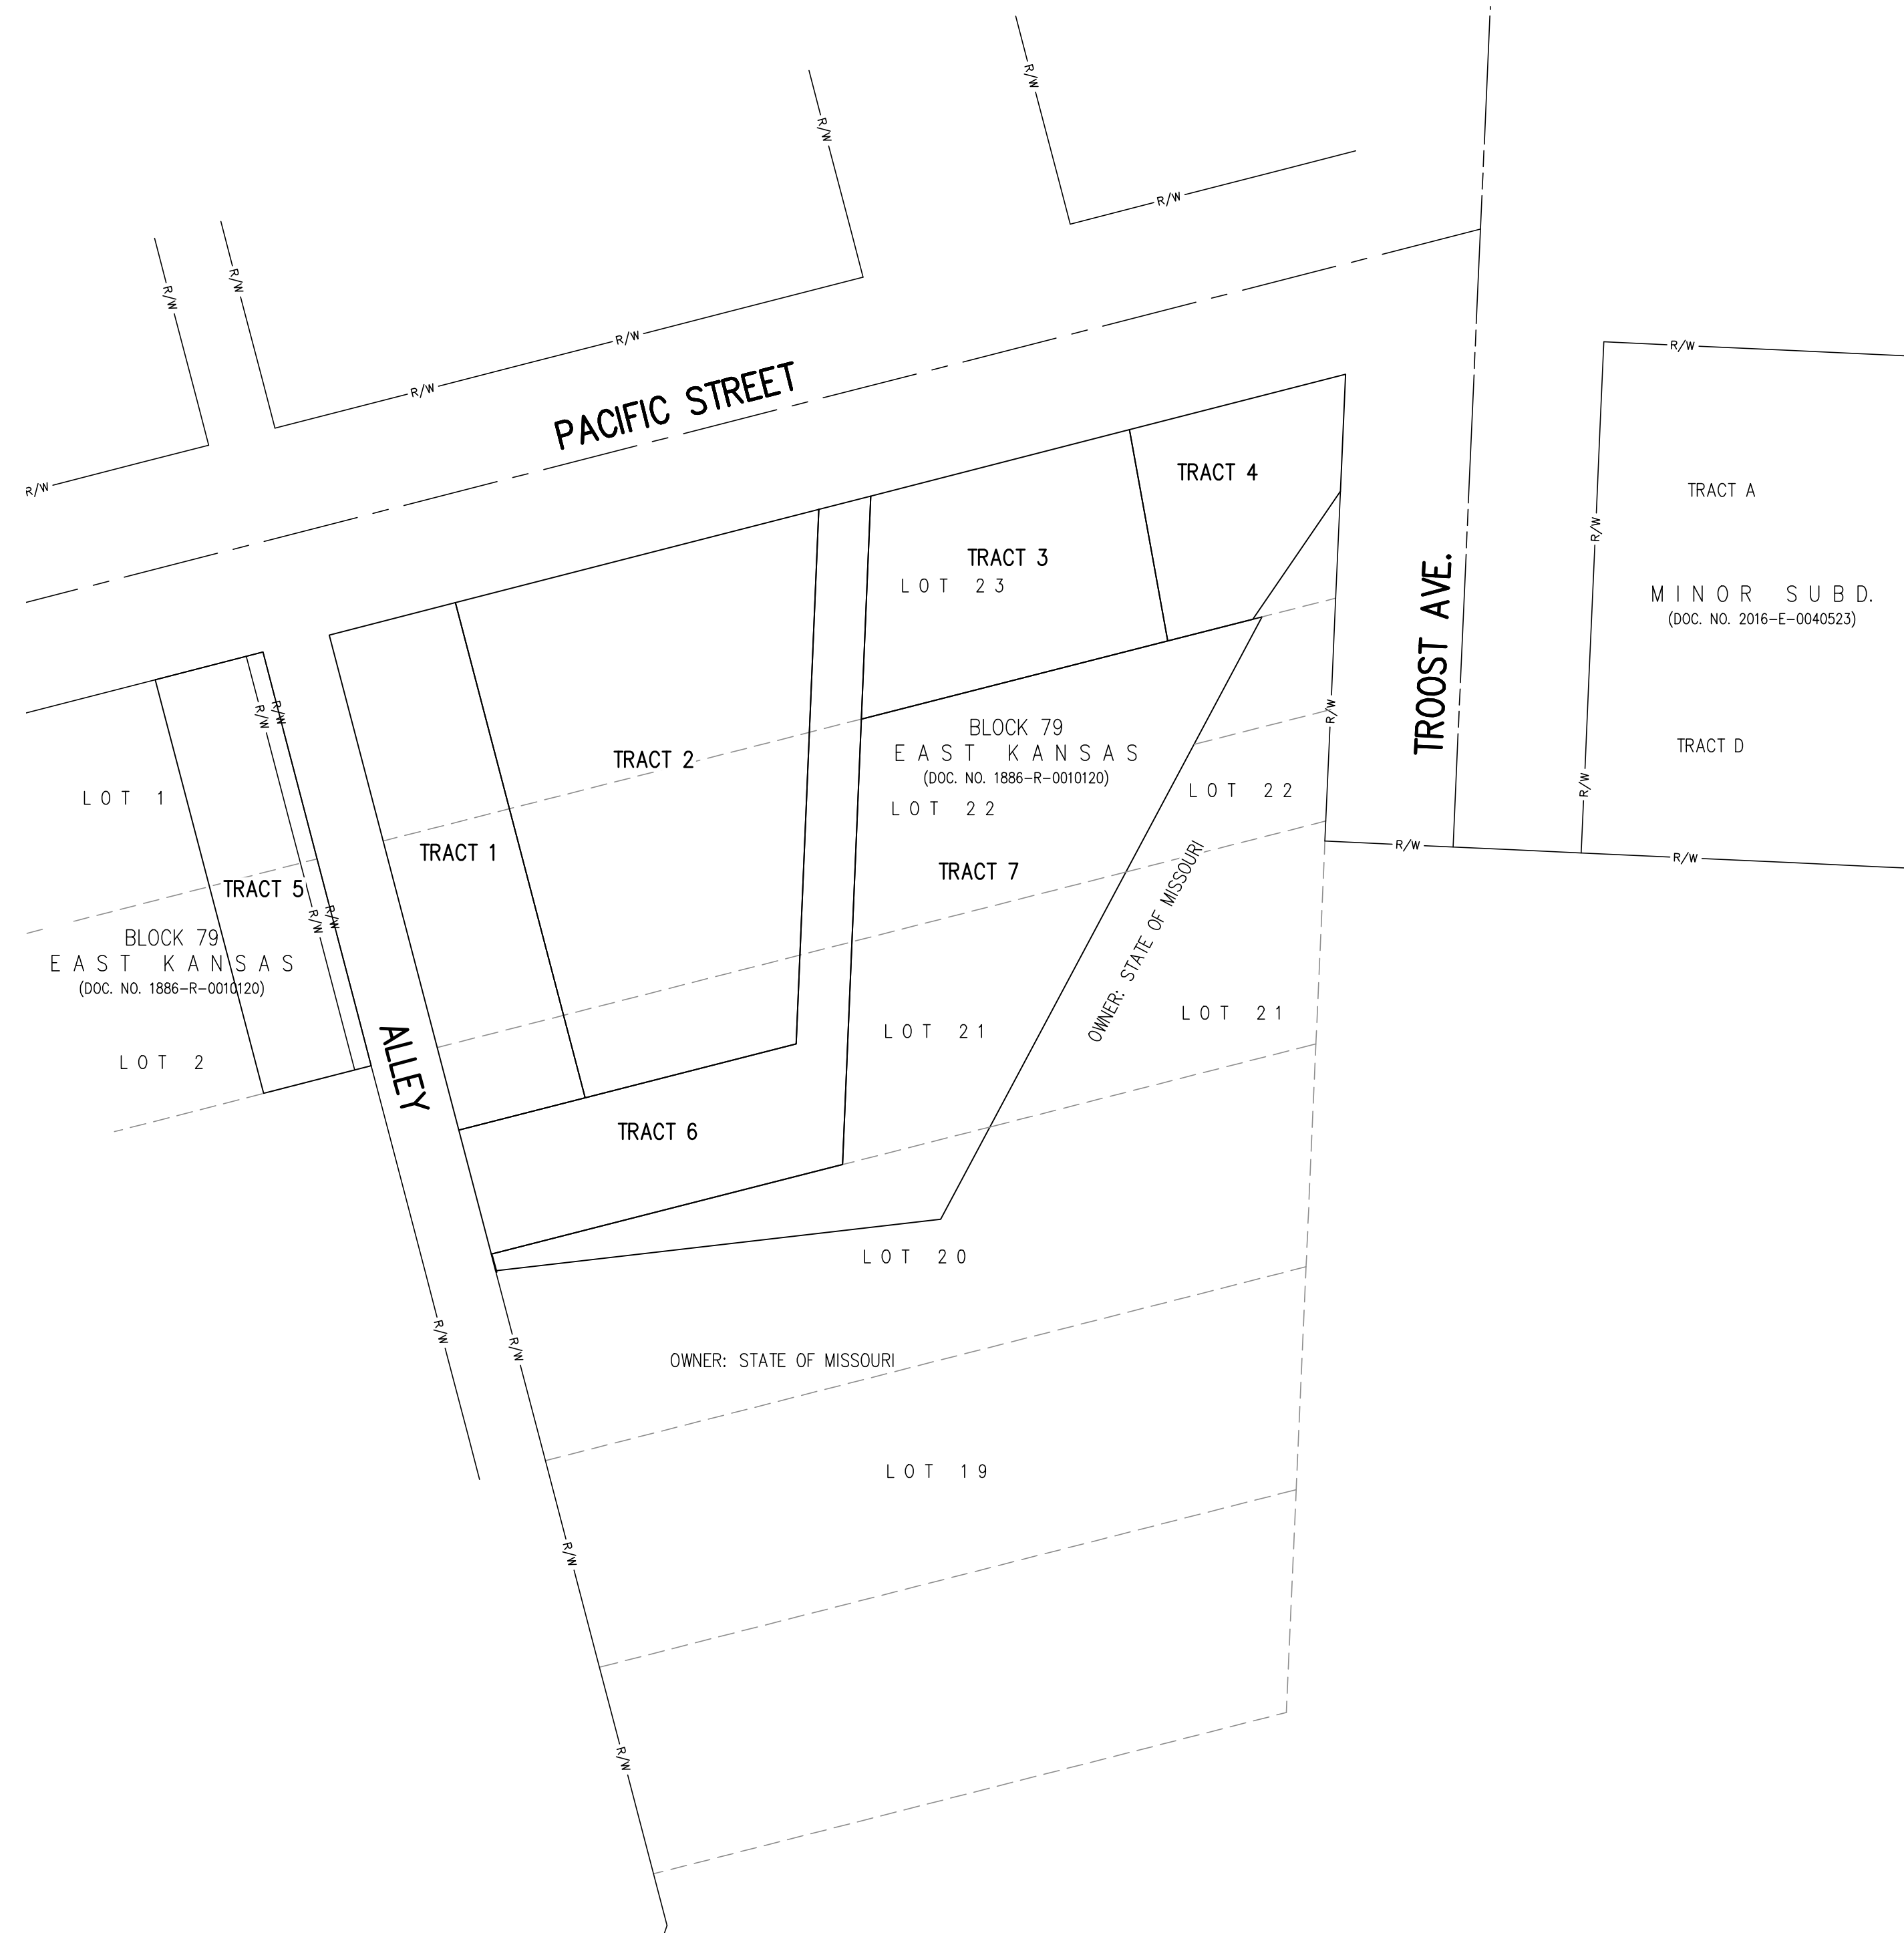 R/W
R/W
R/W
R/W
R/W
R/W
R/W
R/W
R/W
PACIFIC STREET
R/W
TRACT 4
TRACT A
R/W
TRACT 3
LOT 23
MINOR SUBD.
(DOC. NO. 2016-E-0040523)
TROOST AVE.
R/W
R/W
R/W
BLOCK 79
EAST KANSAS
(DOC. NO. 1886-R-0010120)
TRACT D
TRACT 2
R/W
LOT 22
LOT 22
LOT 1
R/W
R/W
TRACT 1
TRACT 7
TRACT 5
R/W
R/W
OWNER: STATE OF MISSOURI
BLOCK 79
EAST KANSAS
(DOC. NO. 1886-R-0010120)
LOT 21
LOT 21
LOT 2
ALLEY
TRACT 6
LOT 20
R/W
R/W
OWNER: STATE OF MISSOURI
LOT 19
R/W
R/W